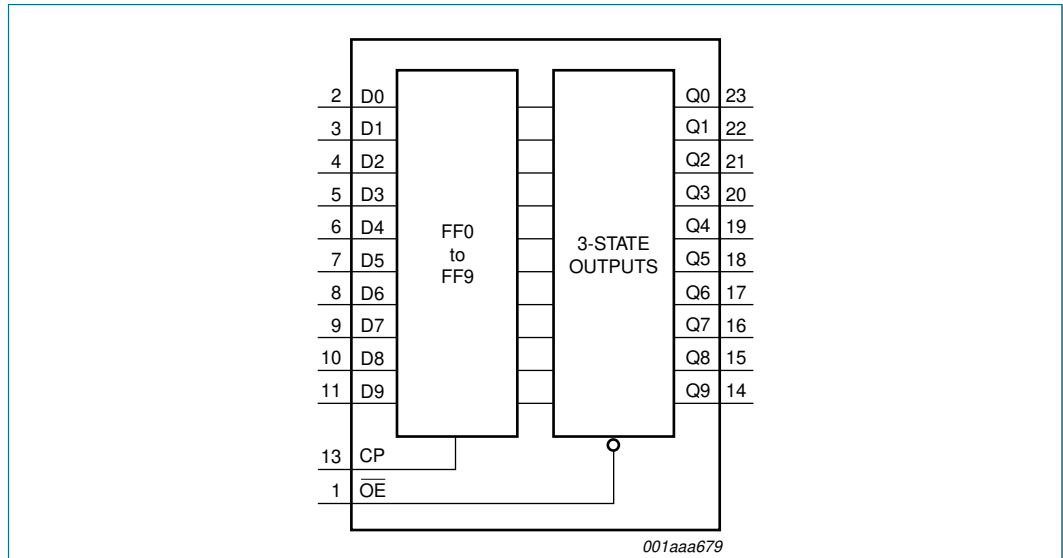 2 D0 Q0 23
3 D1 Q1 22
4 D2 Q2 21
5 D3 Q3 20
6 D4 Q4 19
7 D5 Q5 18
8 D6 Q6 17
9 D7 Q7 16
10 D8 Q8 15
11 D9 Q9 14
FF0
to
FF9
3-STATE
OUTPUTS
13 CP
1 O̅E̅
001aaa679